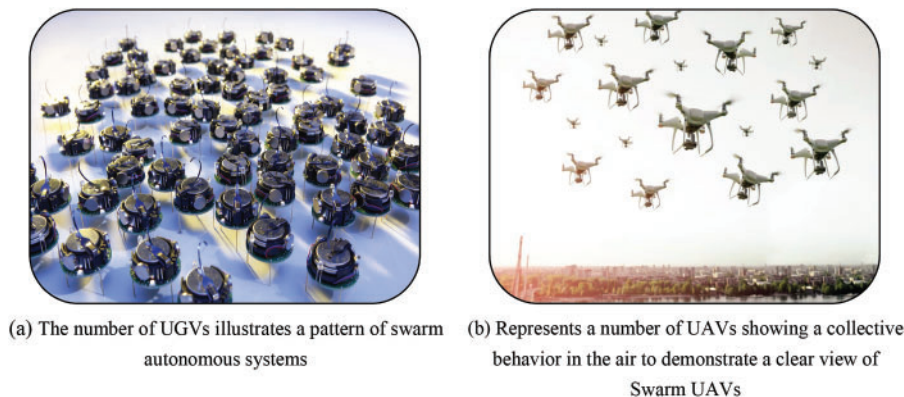 (a) The number of UGVs illustrates a pattern of swarm
autonomous systems
(b) Represents a number of UAVs showing a collective
behavior in the air to demonstrate a clear view of
Swarm UAVs